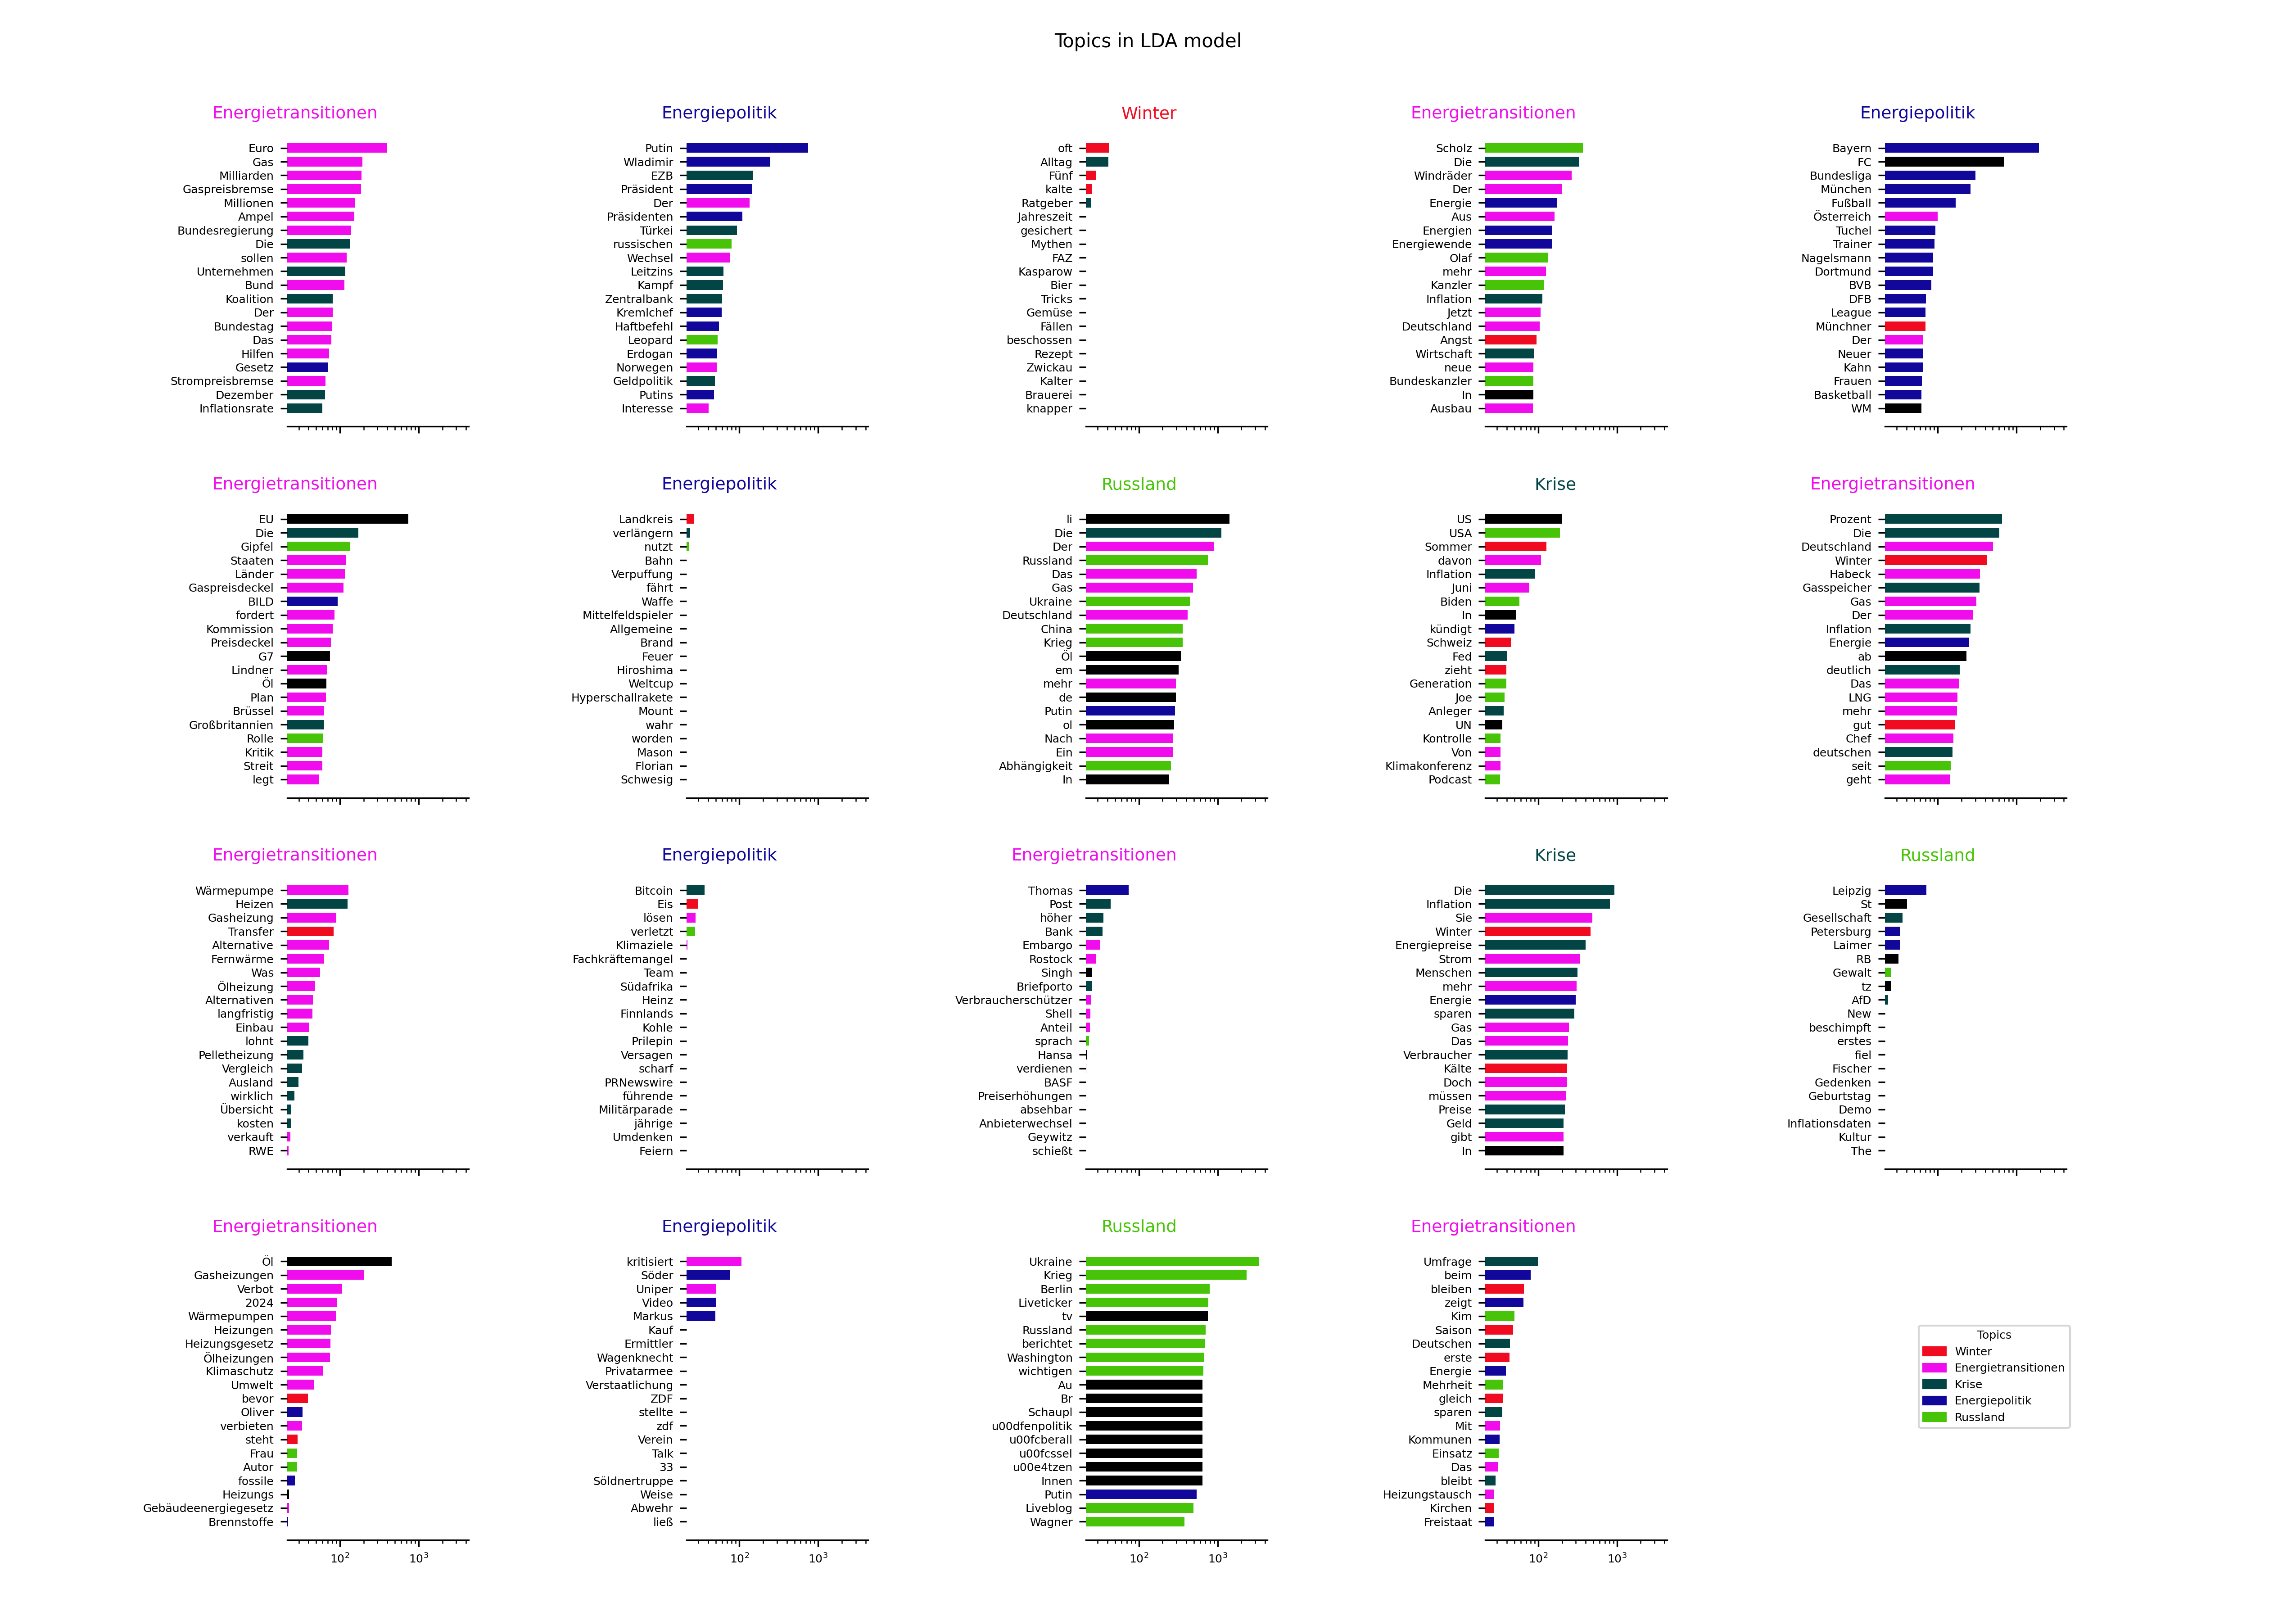 Topics in LDA model
Energietransitionen
Euro
Gas
Milliarden
Gaspreisbremse
Millionen
Ampel
Bundesregierung
Die
sollen
Unternehmen
Bund
Koalition
Der
Bundestag
Das
Hilfen
Gesetz
Strompreisbremse
Dezember
Inflationsrate
Energiepolitik
Putin
Wladimir
EZB
Präsident
Der
Präsidenten
Türkei
russischen
Wechsel
Leitzins
Kampf
Zentralbank
Kremlchef
Haftbefehl
Leopard
Erdogan
Norwegen
Geldpolitik
Putins
Interesse
Winter
oft
Alltag
Fünf
kalte
Ratgeber
Jahreszeit
gesichert
Mythen
FAZ
Kasparow
Bier
Tricks
Gemüse
Fällen
beschossen
Rezept
Zwickau
Kalter
Brauerei
knapper
Energietransitionen
Scholz
Die
Windräder
Der
Energie
Aus
Energien
Energiewende
Olaf
mehr
Kanzler
Inflation
Jetzt
Deutschland
Angst
Wirtschaft
neue
Bundeskanzler
In
Ausbau
Energiepolitik
Bayern
FC
Bundesliga
München
Fußball
Österreich
Tuchel
Trainer
Nagelsmann
Dortmund
BVB
DFB
League
Münchner
Der
Neuer
Kahn
Frauen
Basketball
WM
Energietransitionen
EU
Die
Gipfel
Staaten
Länder
Gaspreisdeckel
BILD
fordert
Kommission
Preisdeckel
G7
Lindner
Öl
Plan
Brüssel
Großbritannien
Rolle
Kritik
Streit
legt
Energiepolitik
Landkreis
verlängern
nutzt
Bahn
Verpuffung
fährt
Waffe
Mittelfeldspieler
Allgemeine
Brand
Feuer
Hiroshima
Weltcup
Hyperschallrakete
Mount
wahr
worden
Mason
Florian
Schwesig
Russland
li
Die
Der
Russland
Das
Gas
Ukraine
Deutschland
China
Krieg
Öl
em
mehr
de
Putin
ol
Nach
Ein
Abhängigkeit
In
Krise
US
USA
Sommer
davon
Inflation
Juni
Biden
In
kündigt
Schweiz
Fed
zieht
Generation
Joe
Anleger
UN
Kontrolle
Von
Klimakonferenz
Podcast
Energietransitionen
Prozent
Die
Deutschland
Winter
Habeck
Gasspeicher
Gas
Der
Inflation
Energie
ab
deutlich
Das
LNG
mehr
gut
Chef
deutschen
seit
geht
Energietransitionen
Wärmepumpe
Heizen
Gasheizung
Transfer
Alternative
Fernwärme
Was
Ölheizung
Alternativen
langfristig
Einbau
lohnt
Pelletheizung
Vergleich
Ausland
wirklich
Übersicht
kosten
verkauft
RWE
Energiepolitik
Bitcoin
Eis
lösen
verletzt
Klimaziele
Fachkräftemangel
Team
Südafrika
Heinz
Finnlands
Kohle
Prilepin
Versagen
scharf
PRNewswire
führende
Militärparade
jährige
Umdenken
Feiern
Energietransitionen
Thomas
Post
höher
Bank
Embargo
Rostock
Singh
Briefporto
Verbraucherschützer
Shell
Anteil
sprach
Hansa
verdienen
BASF
Preiserhöhungen
absehbar
Anbieterwechsel
Geywitz
schießt
Krise
Die
Inflation
Sie
Winter
Energiepreise
Strom
Menschen
mehr
Energie
sparen
Gas
Das
Verbraucher
Kälte
Doch
müssen
Preise
Geld
gibt
In
Russland
Leipzig
St
Gesellschaft
Petersburg
Laimer
RB
Gewalt
tz
AfD
New
beschimpft
erstes
fiel
Fischer
Gedenken
Geburtstag
Demo
Inflationsdaten
Kultur
The
Energietransitionen
Öl
Gasheizungen
Verbot
2024
Wärmepumpen
Heizungen
Heizungsgesetz
Ölheizungen
Klimaschutz
Umwelt
bevor
Oliver
verbieten
steht
Frau
Autor
fossile
Heizungs
Gebäudeenergiegesetz
Brennstoffe
10² 10³
Energiepolitik
kritisiert
Söder
Uniper
Video
Markus
Kauf
Ermittler
Wagenknecht
Privatarmee
Verstaatlichung
ZDF
stellte
zdf
Verein
Talk
33
Söldnertruppe
Weise
Abwehr
ließ
10² 10³
Russland
Ukraine
Krieg
Berlin
Liveticker
tv
Russland
berichtet
Washington
wichtigen
Au
Br
Schaupl
u00dfenpolitik
u00fcberall
u00fcssel
u00e4tzen
Innen
Putin
Liveblog
Wagner
10² 10³
Energietransitionen
Umfrage
beim
bleiben
zeigt
Kim
Saison
Deutschen
erste
Energie
Mehrheit
gleich
sparen
Mit
Kommunen
Einsatz
Das
bleibt
Heizungstausch
Kirchen
Freistaat
10² 10³
Topics
Winter
Energietransitionen
Krise
Energiepolitik
Russland